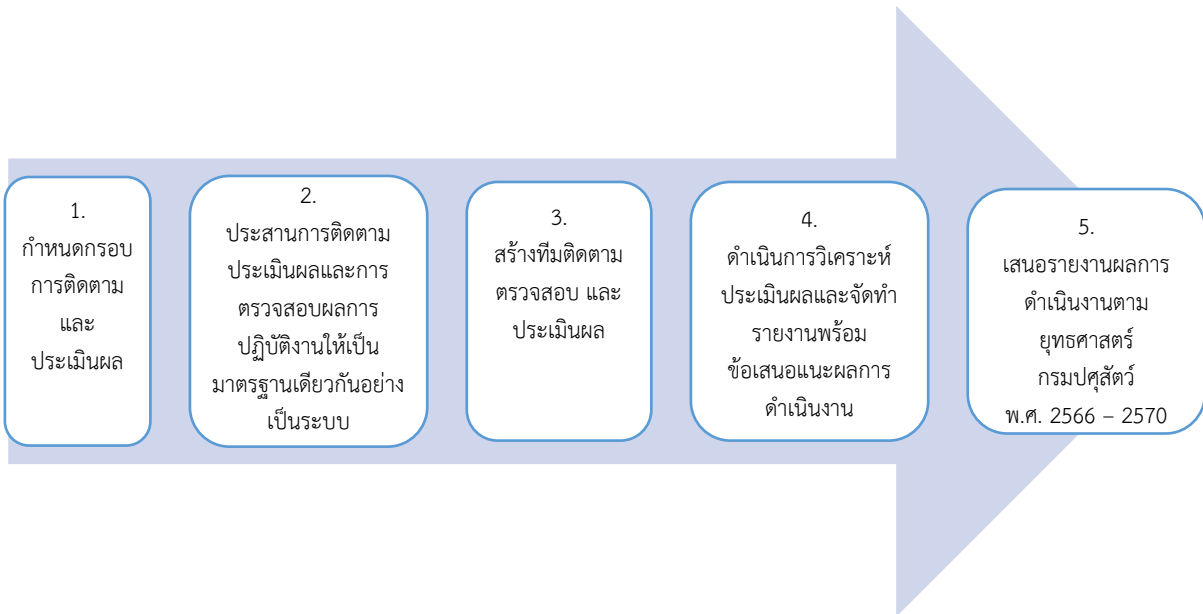 1.
กำหนดกรอบ
การติดตาม
และ
ประเมินผล
2.
ประสานการติดตาม
ประเมินผลและการ
ตรวจสอบผลการ
ปฏิบัติงานให้เป็น
มาตรฐานเดียวกันอย่าง
เป็นระบบ
3.
สร้างทีมติดตาม
ตรวจสอบ และ
ประเมินผล
4.
ดำเนินการวิเคราะห์
ประเมินผลและจัดทำ
รายงานพร้อม
ข้อเสนอแนะผลการ
ดำเนินงาน
5.
เสนอรายงานผลการ
ดำเนินงานตาม
ยุทธศาสตร์
กรมปศุสัตว์
พ.ศ. 2566 – 2570